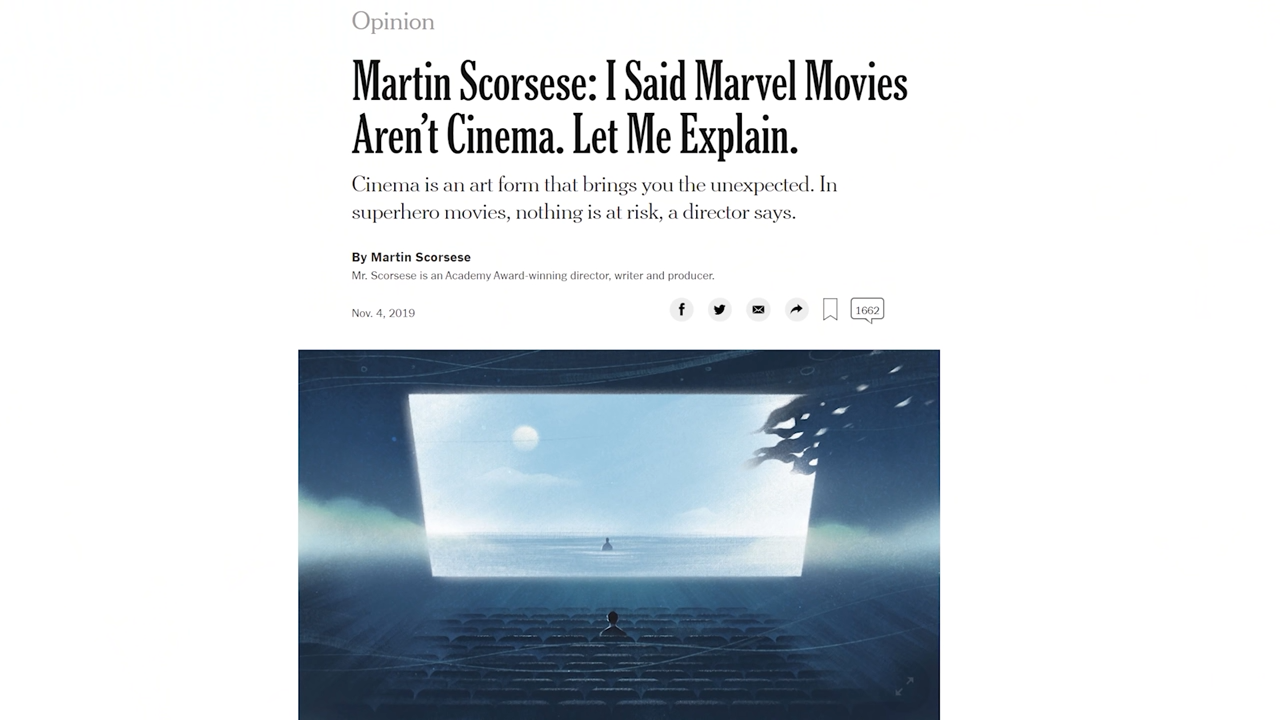 Opinion
Martin Scorsese: I Said Marvel Movies
Aren’t Cinema. Let Me Explain.
Cinema is an art form that brings you the unexpected. In
superhero movies, nothing is at risk, a director says.
By Martin Scorsese
Mr. Scorsese is an Academy Award-winning director, writer and producer.
Nov. 4, 2019
1662